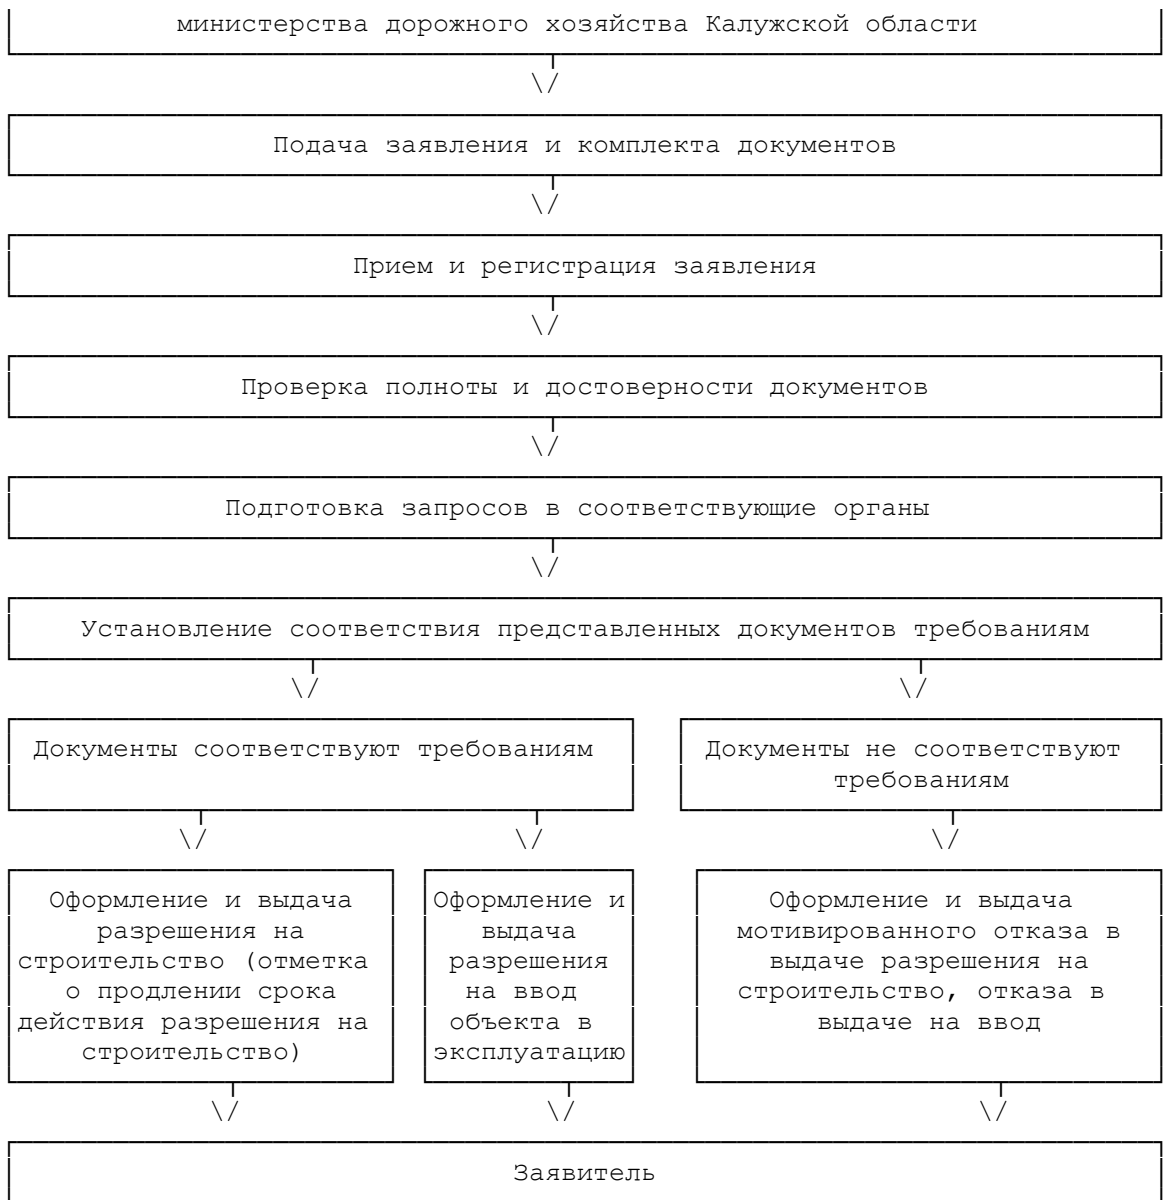 министерства дорожного хозяйства Калужской области
\/
Подача заявления и комплекта документов
\/
Прием и регистрация заявления
\/
Проверка полноты и достоверности документов
\/
Подготовка запросов в соответствующие органы
\/
Установление соответствия представленных документов требованиям
\/ \/
Документы соответствуют требованиям
Документы не соответствуют
требованиям
\/ \/ \/
Оформление и выдача
разрешения на
строительство (отметка
о продлении срока
действия разрешения на
строительство)
Оформление и
выдача
разрешения
на ввод
объекта в
эксплуатацию
Оформление и выдача
мотивированного отказа в
выдаче разрешения на
строительство, отказа в
выдаче на ввод
\/ \/ \/
Заявитель